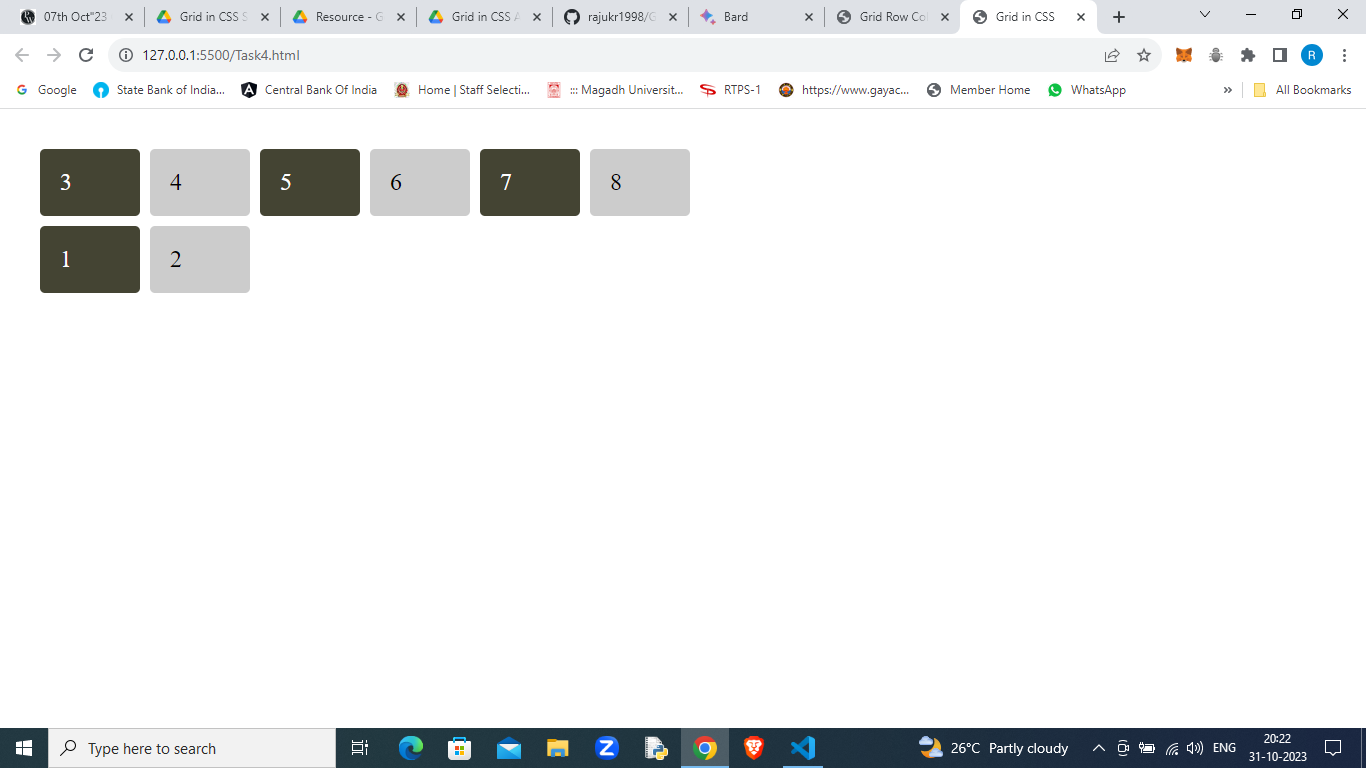 07th Oct"23
Grid in CSS S
Resource - G
Grid in CSS A
rajukr1998/G
Bard
Grid Row Col
Grid in CSS
127.0.0.1:5500/Task4.html
R
Google
State Bank of India...
Central Bank Of India
Home | Staff Selecti...
::: Magadh Universit...
RTPS-1
https://www.gayac...
Member Home
WhatsApp
»
All Bookmarks
3 4 5 6 7 8
1 2
Type here to search
26°C Partly cloudy
ENG
20:22
31-10-2023